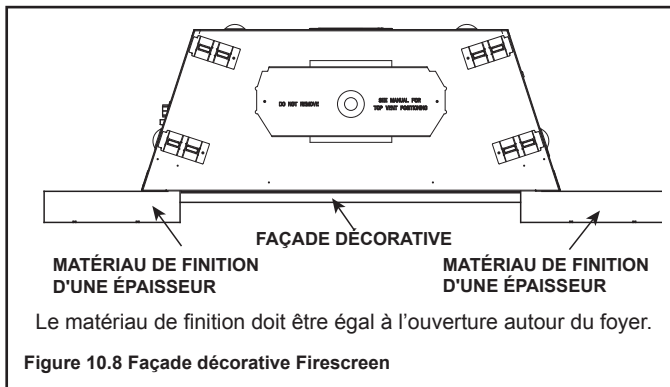 DO NOT REMOVE
SEE MANUAL FOR
TOP VENT POSITIONING
FAÇADE DÉCORATIVE
MATÉRIAU DE FINITION
D'UNE ÉPAISSEUR
MATÉRIAU DE FINITION
D'UNE ÉPAISSEUR
Le matériau de finition doit être égal à l’ouverture autour du foyer.
Figure 10.8 Façade décorative Firescreen